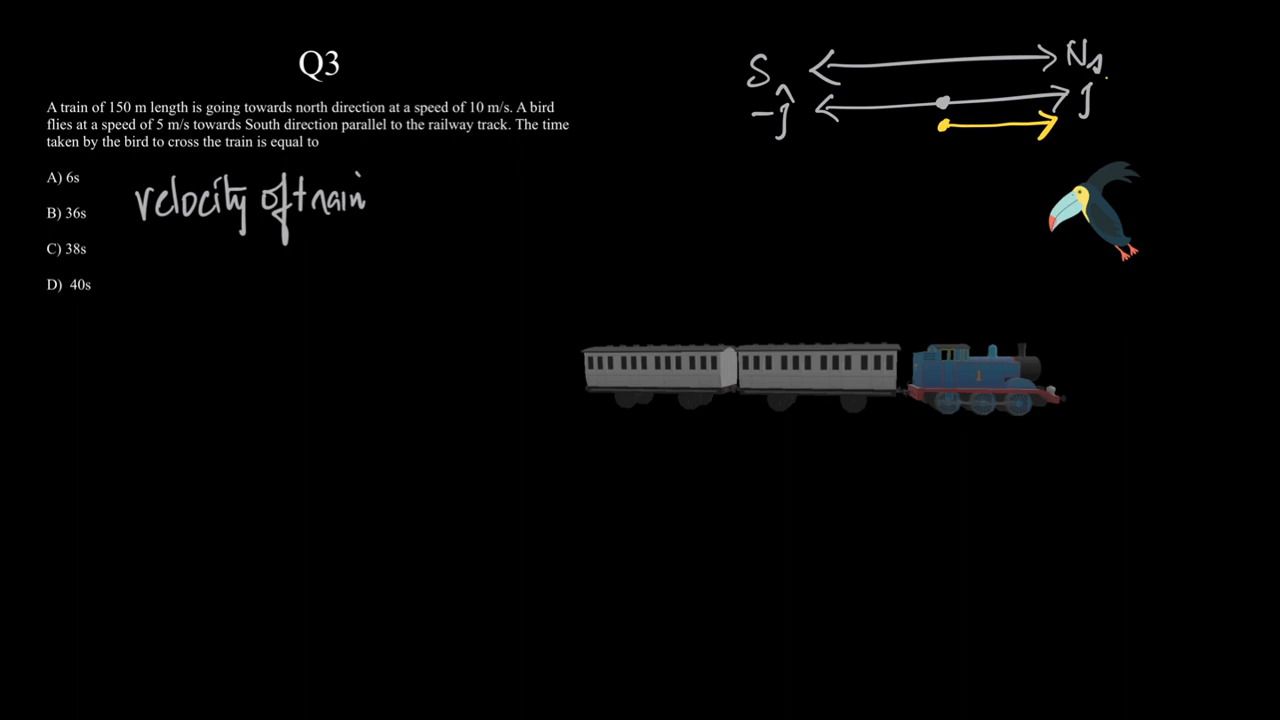 Q3
A train of 150 m length is going towards north direction at a speed of 10 m/s. A bird
flies at a speed of 5 m/s towards South direction parallel to the railway track. The time
taken by the bird to cross the train is equal to
A) 6s
B) 36s
C) 38s
D) 40s
velocity of train
S N
-ĵ ĵ